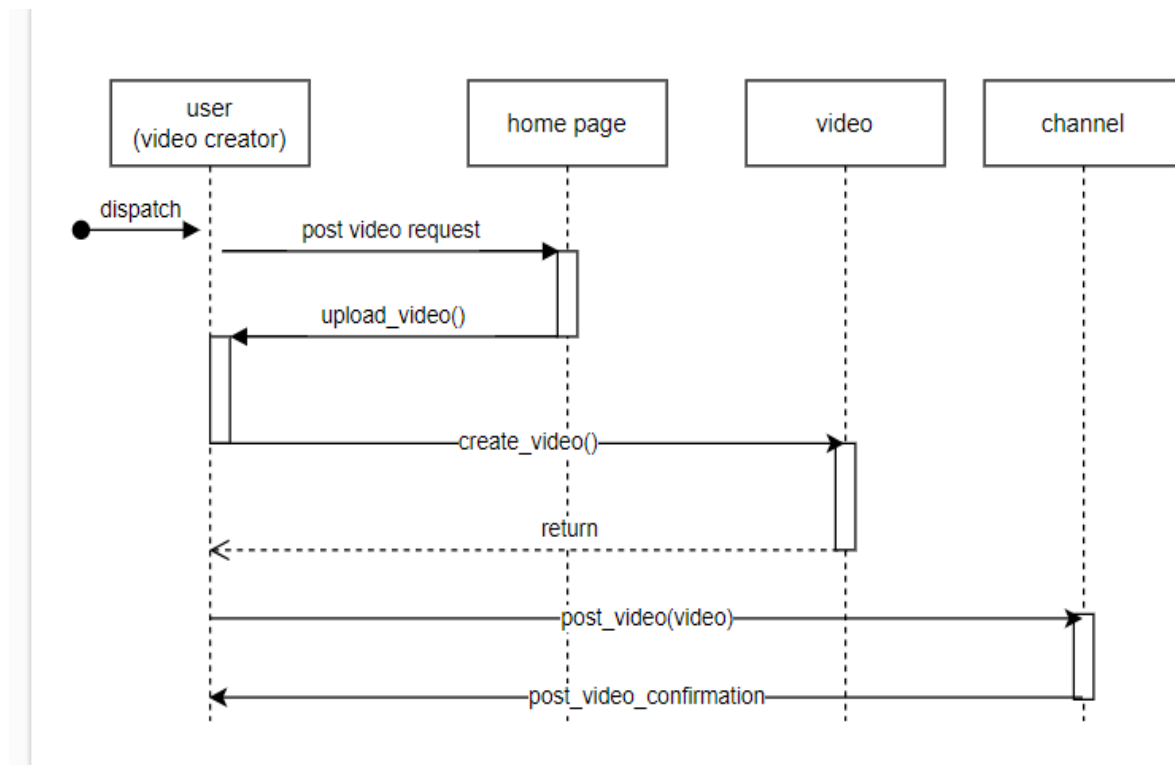 user
(video creator)
home page
video
channel
dispatch
post video request
upload_video()
create_video()
return
post_video(video)
post_video_confirmation